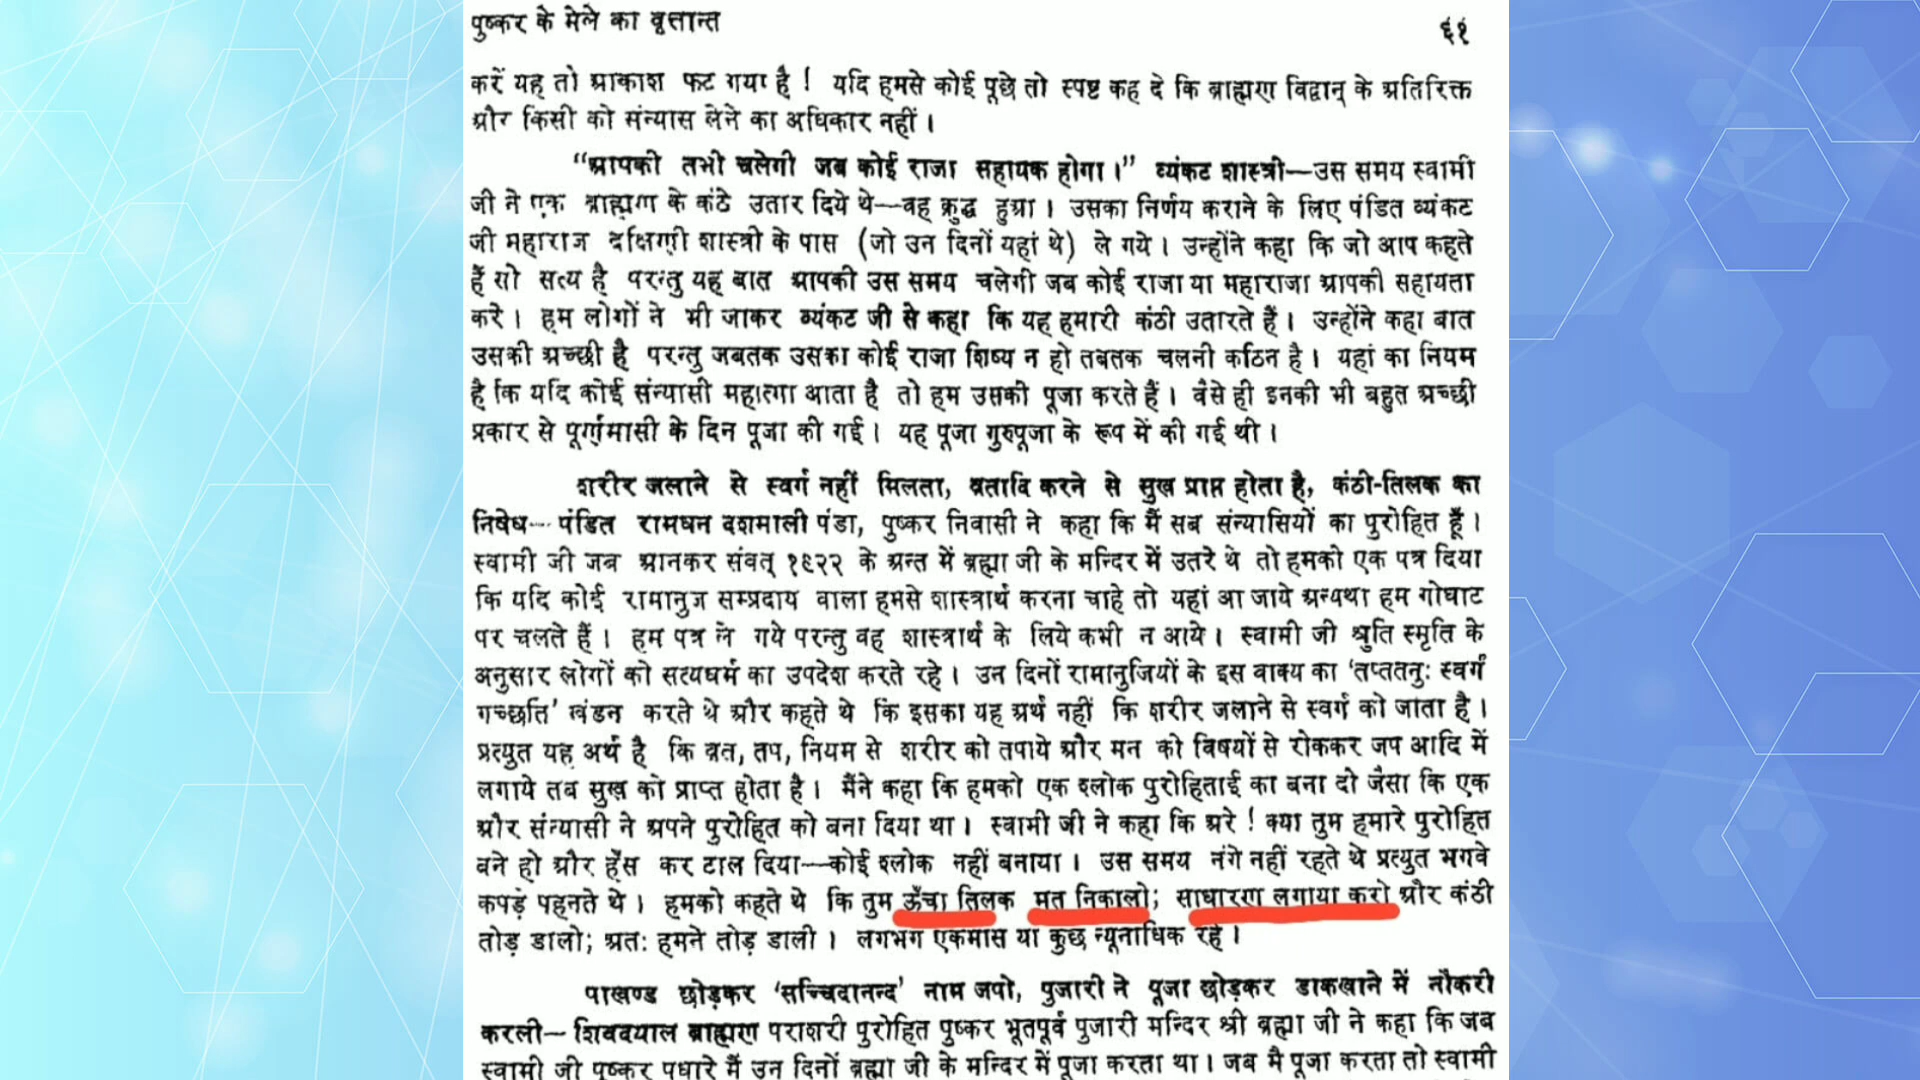 पुष्कर के मेले का वृत्तान्त ६१
करें यह तो आकाश फट गया है ! यदि हमसे कोई पूछे तो स्पष्ट कह दे कि ब्राह्मण विद्वान् के अतिरिक्त
और किसी को संन्यास लेने का अधिकार नहीं ।
“आपकी तभी चलेगी जब कोई राजा सहायक होगा ।” व्यंकट शास्त्री—उस समय स्वामी
जी ने एक ब्राह्मण के कंठे उतार दिये थे—वह क्रुद्ध हुआ । उसका निर्णय कराने के लिए पंडित व्यंकट
जी महाराज दक्षिणी शास्त्री के पास (जो उन दिनों यहां थे) ले गये । उन्होंने कहा कि जो आप कहते
हैं सो सत्य है परन्तु यह बात आपकी उस समय चलेगी जब कोई राजा या महाराजा आपकी सहायता
करे । हम लोगों ने भी जाकर व्यंकट जी से कहा कि यह हमारी कंठी उतारते हैं । उन्होंने कहा बात
उसकी अच्छी है परन्तु जबतक उसका कोई राजा शिष्य न हो तबतक चलनी कठिन है । यहां का नियम
है कि यदि कोई संन्यासी महात्मा आता है तो हम उसकी पूजा करते हैं । वैसे ही इनकी भी बहुत अच्छी
प्रकार से पूर्णमासी के दिन पूजा की गई । यह पूजा गुरुपूजा के रूप में की गई थी ।
शरीर जलाने से स्वर्ग नहीं मिलता, व्रतादि करने से सुख प्राप्त होता है, कंठी-तिलक का
निषेध— पंडित रामधन दशमाली पंडा, पुष्कर निवासी ने कहा कि मैं सब संन्यासियों का पुरोहित हूँ ।
स्वामी जी जब आनकर संवत् १९२२ के अन्त में ब्रह्मा जी के मन्दिर में उतरे थे तो हमको एक पत्र दिया
कि यदि कोई रामानुज सम्प्रदाय वाला हमसे शास्त्रार्थ करना चाहे तो यहां आ जाये अन्यथा हम गोघाट
पर चलते हैं । हम पत्र ले गये परन्तु वह शास्त्रार्थ के लिये कभी न आये । स्वामी जी श्रुति स्मृति के
अनुसार लोगों को सत्यधर्म का उपदेश करते रहे । उन दिनों रामानुजियों के इस वाक्य का ‘तप्ततनुः स्वर्गं
गच्छति’ खंडन करते थे और कहते थे कि इसका यह अर्थ नहीं कि शरीर जलाने से स्वर्ग को जाता है ।
प्रत्युत यह अर्थ है कि व्रत, तप, नियम से शरीर को तपाये और मन को विषयों से रोककर जप आदि में
लगाये तब सुख को प्राप्त होता है । मैंने कहा कि हमको एक श्लोक पुरोहिताई का बना दो जैसा कि एक
और संन्यासी ने अपने पुरोहित को बना दिया था । स्वामी जी ने कहा कि अरे ! क्या तुम हमारे पुरोहित
बने हो और हँस कर टाल दिया—कोई श्लोक नहीं बनाया । उस समय नंगे नहीं रहते थे प्रत्युत भगवे
कपड़े पहनते थे । हमको कहते थे कि तुम ऊँचा तिलक मत निकालो; साधारण लगाया करो और कंठी
तोड़ डालो; अतः हमने तोड़ डाली । लगभग एकमास या कुछ न्यूनाधिक रहे ।
पाखण्ड छोड़कर ‘सच्चिदानन्द’ नाम जपो, पुजारी ने पूजा छोड़कर डाकखाने में नौकरी
करली— शिवदयाल ब्राह्मण पराशरी पुरोहित पुष्कर भूतपूर्व पुजारी मन्दिर श्री ब्रह्मा जी ने कहा कि जब
स्वामी जी पुष्कर पधारे मैं उन दिनों ब्रह्मा जी के मन्दिर में पूजा करता था । जब मै पूजा करता तो स्वामी